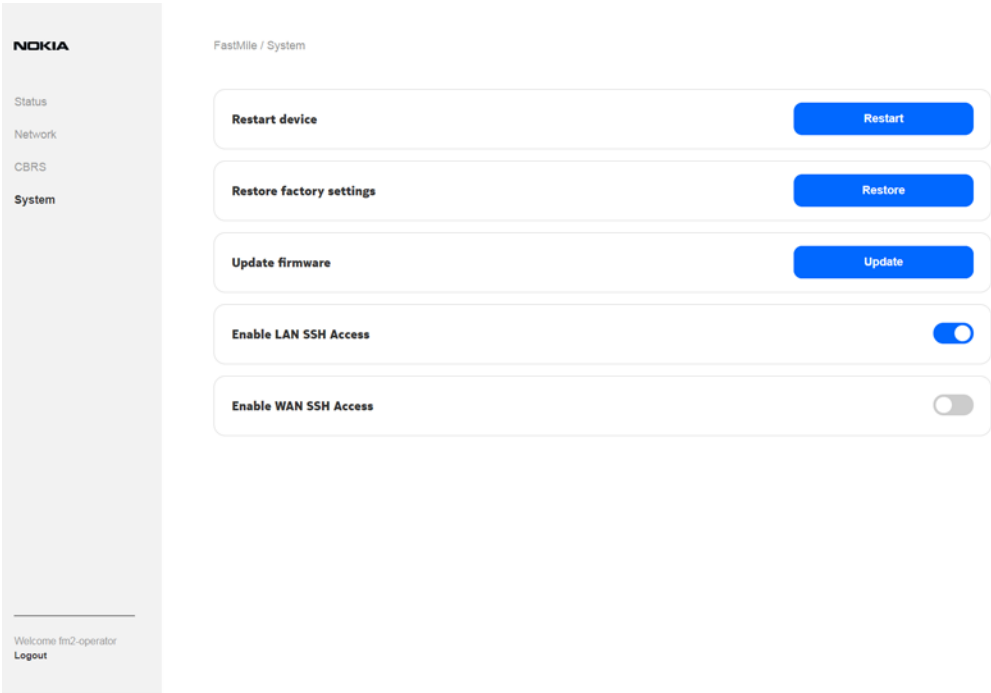 NOKIA
FastMile / System
Status
Network
CBRS
System
Restart device
Restart
Restore factory settings
Restore
Update firmware
Update
Enable LAN SSH Access
Enable WAN SSH Access
Welcome fm2-operator
Logout